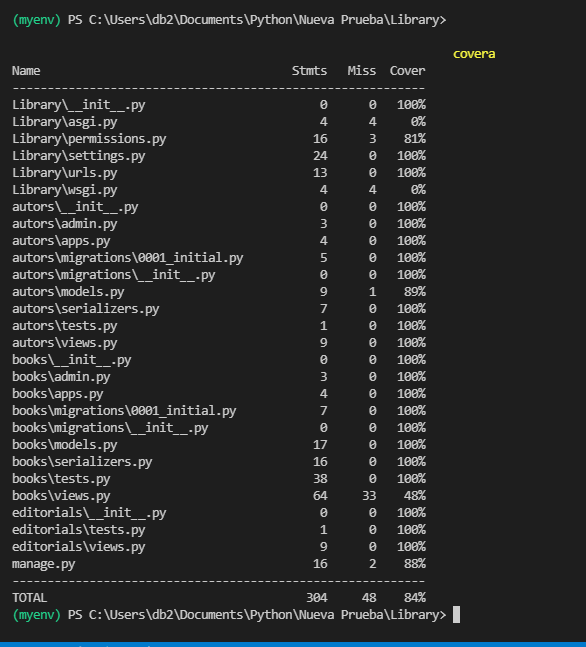 (myenv) PS C:\Users\db2\Documents\Python\Nueva Prueba\Library>
covera
Name Stmts Miss Cover
-----------------------------------------------------------
Library\__init__.py 0 0 100%
Library\asgi.py 4 4 0%
Library\permissions.py 16 3 81%
Library\settings.py 24 0 100%
Library\urls.py 13 0 100%
Library\wsgi.py 4 4 0%
autors\__init__.py 0 0 100%
autors\admin.py 3 0 100%
autors\apps.py 4 0 100%
autors\migrations\0001_initial.py 5 0 100%
autors\migrations\__init__.py 0 0 100%
autors\models.py 9 1 89%
autors\serializers.py 7 0 100%
autors\tests.py 1 0 100%
autors\views.py 9 0 100%
books\__init__.py 0 0 100%
books\admin.py 3 0 100%
books\apps.py 4 0 100%
books\migrations\0001_initial.py 7 0 100%
books\migrations\__init__.py 0 0 100%
books\models.py 17 0 100%
books\serializers.py 16 0 100%
books\tests.py 38 0 100%
books\views.py 64 33 48%
editorials\__init__.py 0 0 100%
editorials\tests.py 1 0 100%
editorials\views.py 9 0 100%
manage.py 16 2 88%
-----------------------------------------------------------
TOTAL 304 48 84%
(myenv) PS C:\Users\db2\Documents\Python\Nueva Prueba\Library>